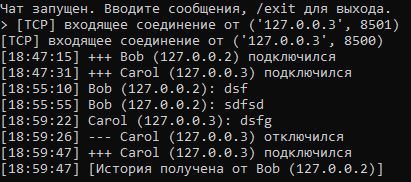 Чат запущен. Вводите сообщения, /exit для выхода.
> [TCP] входящее соединение от ('127.0.0.3', 8501)
[TCP] входящее соединение от ('127.0.0.3', 8500)
[18:47:15] +++ Bob (127.0.0.2) подключился
[18:47:31] +++ Carol (127.0.0.3) подключился
[18:55:10] Bob (127.0.0.2): dsf
[18:55:55] Bob (127.0.0.2): sdfsd
[18:59:22] Carol (127.0.0.3): dsfg
[18:59:26] --- Carol (127.0.0.3) отключился
[18:59:47] +++ Carol (127.0.0.3) подключился
[18:59:47] [История получена от Bob (127.0.0.2)]